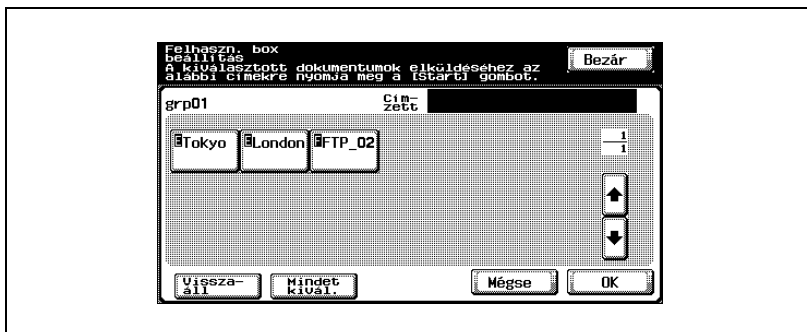 Felhaszn. box
beállítás
A kiválasztott dokumentumok elküldéséhez az
alábbi címekre nyomja meg a [Start] gombot.
Bezár
grp01
Cím-
zett
Tokyo
London
FTP_02
1
1
Vissza-
áll
Mindet
kivál.
Mégse
OK